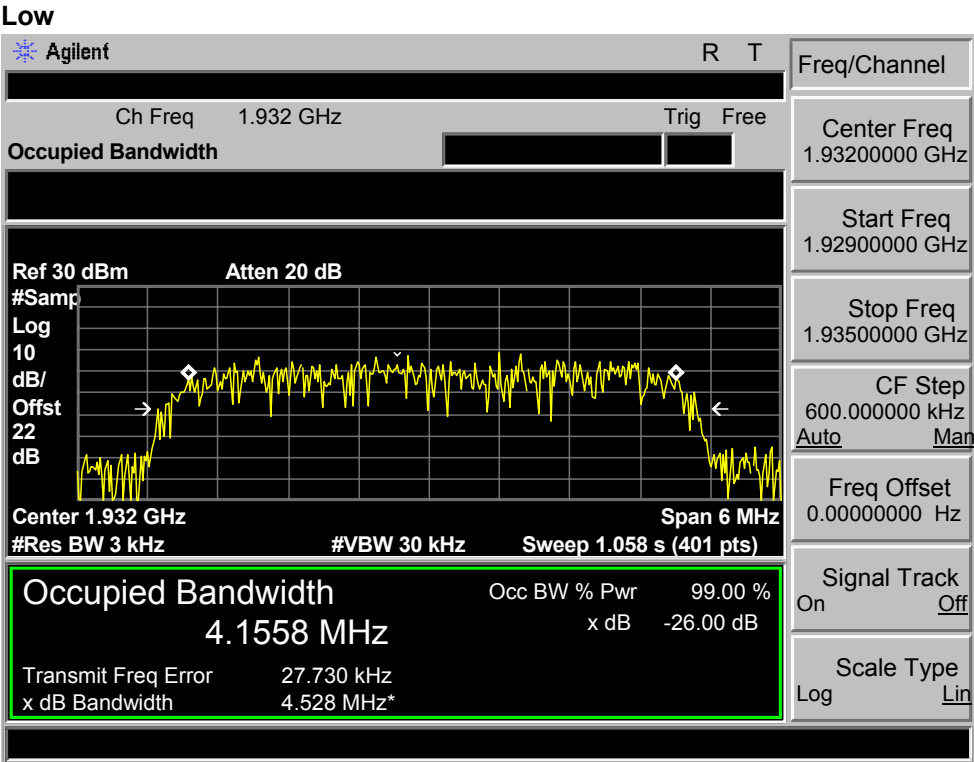 Low
Agilent R T
Ch Freq 1.932 GHz Trig Free
Occupied Bandwidth
Ref 30 dBm Atten 20 dB
#Samp
Log
10
dB/
Offst
22
dB
Center 1.932 GHz Span 6 MHz
#Res BW 3 kHz #VBW 30 kHz Sweep 1.058 s (401 pts)
Occupied Bandwidth Occ BW % Pwr 99.00 %
4.1558 MHz x dB -26.00 dB
Transmit Freq Error 27.730 kHz
x dB Bandwidth 4.528 MHz*
Freq/Channel
Center Freq
1.93200000 GHz
Start Freq
1.92900000 GHz
Stop Freq
1.93500000 GHz
CF Step
600.000000 kHz
Auto Man
Freq Offset
0.00000000 Hz
Signal Track
On Off
Scale Type
Log Lin